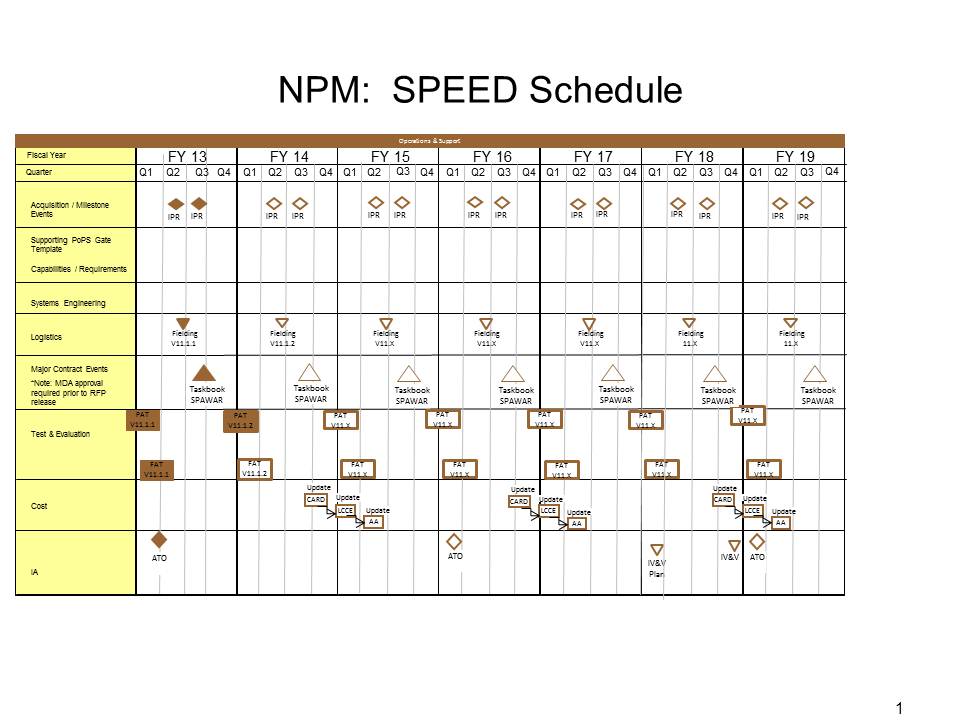 NPM: SPEED Schedule
Operations & Support
Fiscal Year FY 13 FY 14 FY 15 FY 16 FY 17 FY 18 FY 19
Quarter Q1 Q2 Q3 Q4 Q1 Q2 Q3 Q4 Q1 Q2 Q3 Q4 Q1 Q2 Q3 Q4 Q1 Q2 Q3 Q4 Q1 Q2 Q3 Q4 Q1 Q2 Q3 Q4
Acquisition / Milestone
Events
IPR IPR IPR IPR IPR IPR IPR IPR IPR IPR IPR IPR IPR IPR
Supporting PoPS Gate
Template
Capabilities / Requirements
Systems Engineering
Logistics
Fielding Fielding Fielding Fielding Fielding Fielding Fielding
V11.1.1 V11.1.2 V11.X V11.X V11.X 11.X 11.X
Major Contract Events
*Note: MDA approval
required prior to RFP
release
Taskbook Taskbook Taskbook Taskbook Taskbook Taskbook Taskbook
SPAWAR SPAWAR SPAWAR SPAWAR SPAWAR SPAWAR SPAWAR
Test & Evaluation
PAT PAT PAT PAT PAT PAT PAT
V11.1.1 V11.1.2 V11.X V11.X V11.X V11.X V11.X
FAT FAT FAT FAT FAT FAT FAT
V11.1.1 V11.1.2 V11.X V11.X V11.X V11.X V11.X
Cost
Update Update Update
CARD CARD CARD
Update Update Update
LCCE LCCE LCCE
Update Update Update
AA AA AA
IA
ATO ATO IV&V IV&V ATO
Plan
1